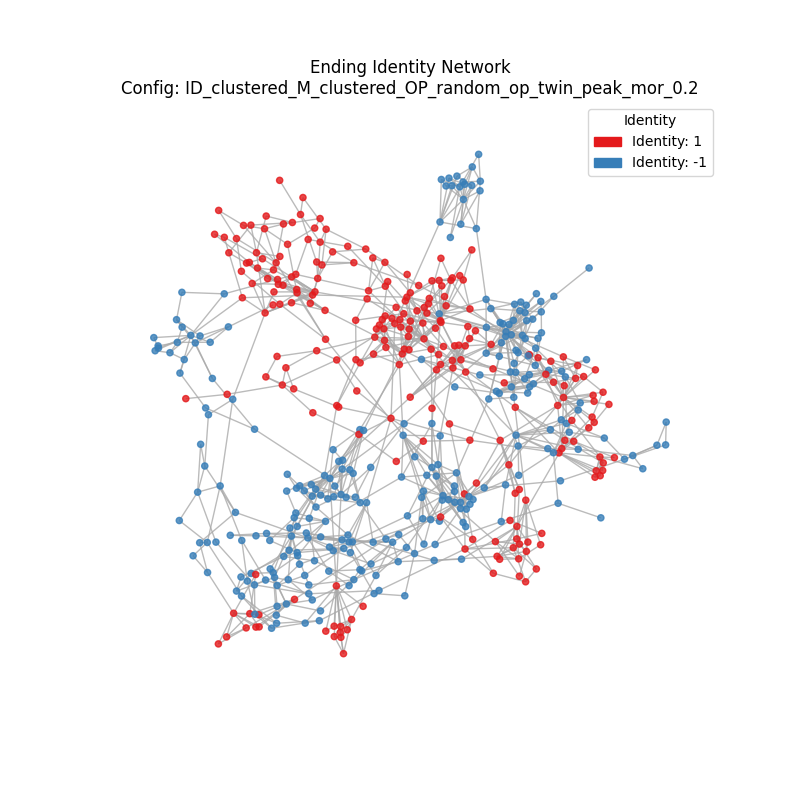 Ending Identity Network
Config: ID_clustered_M_clustered_OP_random_op_twin_peak_mor_0.2
Identity
Identity: 1
Identity: -1